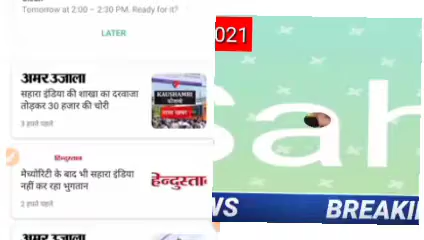 Tomorrow at 2:00 – 2:30 PM. Ready for it?
LATER
अमर उजाला
सहारा इंडिया की शाखा का दरवाजा
तोड़कर 30 हजार की चोरी
KAUSHAMBI
3 हफ्ते पहले
हिन्दुस्तान
मेच्योरिटी के बाद भी सहारा इंडिया
नहीं कर रहा भुगतान
हिन्दुस्तान
2 हफ्ते पहले
अमर उजाला
021
Sah
WS
BREAKI